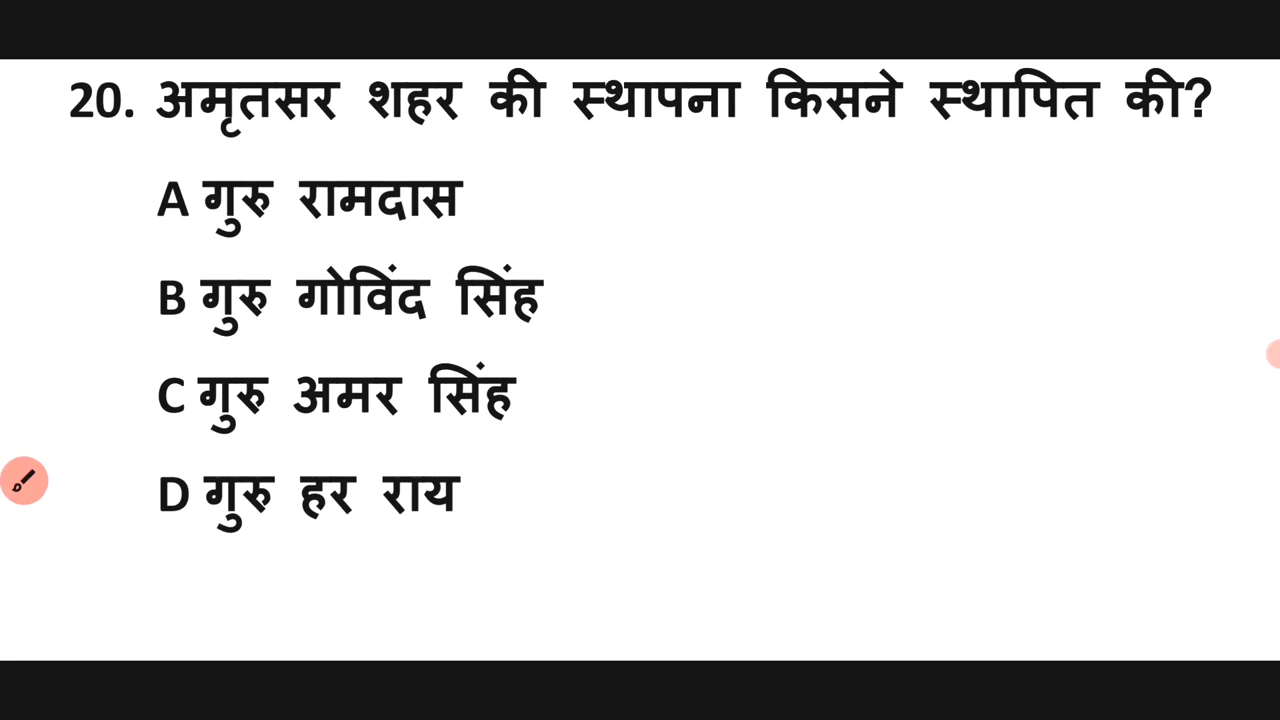 20. अमृतसर शहर की स्थापना किसने स्थापित की?
A गुरु रामदास
B गुरु गोविंद सिंह
C गुरु अमर सिंह
D गुरु हर राय